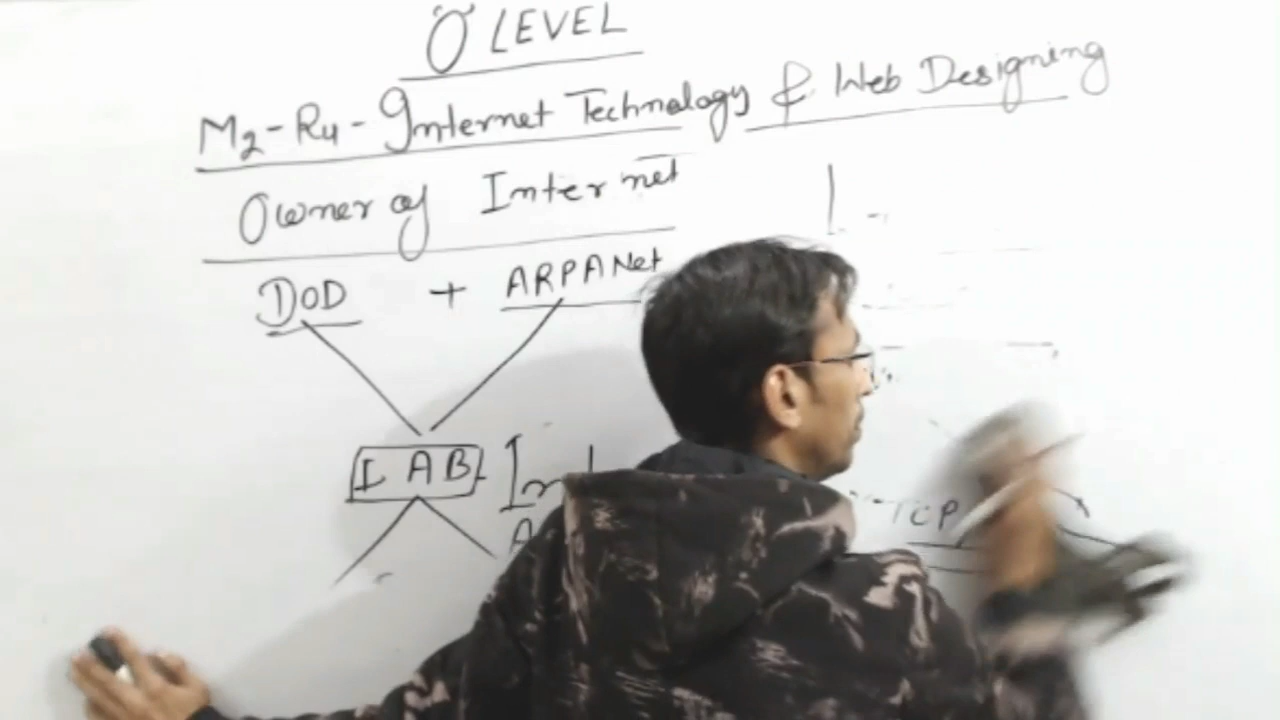 O LEVEL
M2-R4-Internet Technology & Web Designing
Owner of Internet
DOD + ARPANet
IAB
TCP